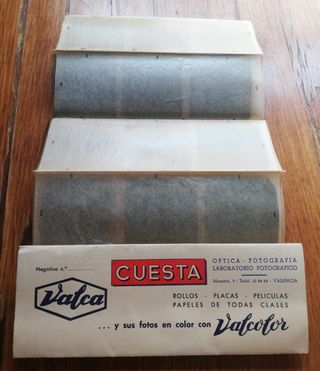 Negativo n.º
Valca
CUESTA
OPTICA - FOTOGRAFIA
LABORATORIO FOTOGRAFICO
VALENCIA
ROLLOS - PLACAS - PELICULAS
PAPELES DE TODAS CLASES
... y sus fotos en color con Valcolor